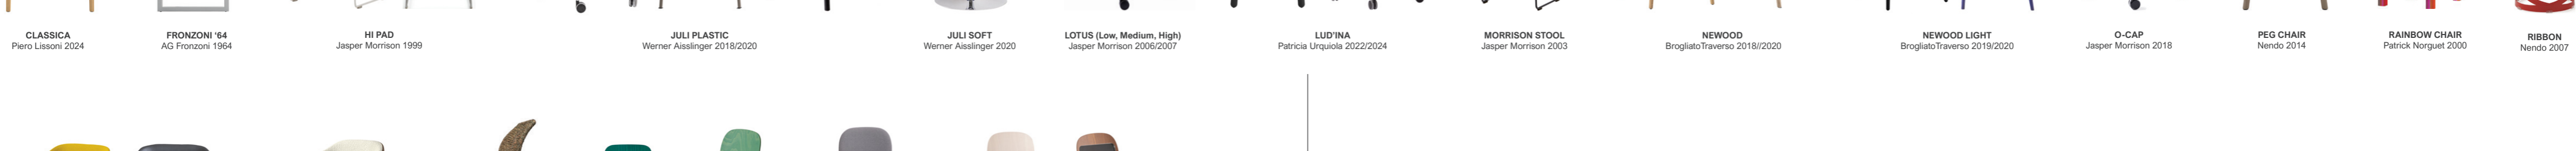 CLASSICA
Piero Lissoni 2024
FRONZONI ‘64
AG Fronzoni 1964
HI PAD
Jasper Morrison 1999
JULI PLASTIC
Werner Aisslinger 2018/2020
JULI SOFT
Werner Aisslinger 2020
LOTUS (Low, Medium, High)
Jasper Morrison 2006/2007
LUD’INA
Patricia Urquiola 2022/2024
MORRISON STOOL
Jasper Morrison 2003
NEWOOD
BrogliatoTraverso 2018//2020
NEWOOD LIGHT
BrogliatoTraverso 2019/2020
O-CAP
Jasper Morrison 2018
PEG CHAIR
Nendo 2014
RAINBOW CHAIR
Patrick Norguet 2000
RIBBON
Nendo 2007